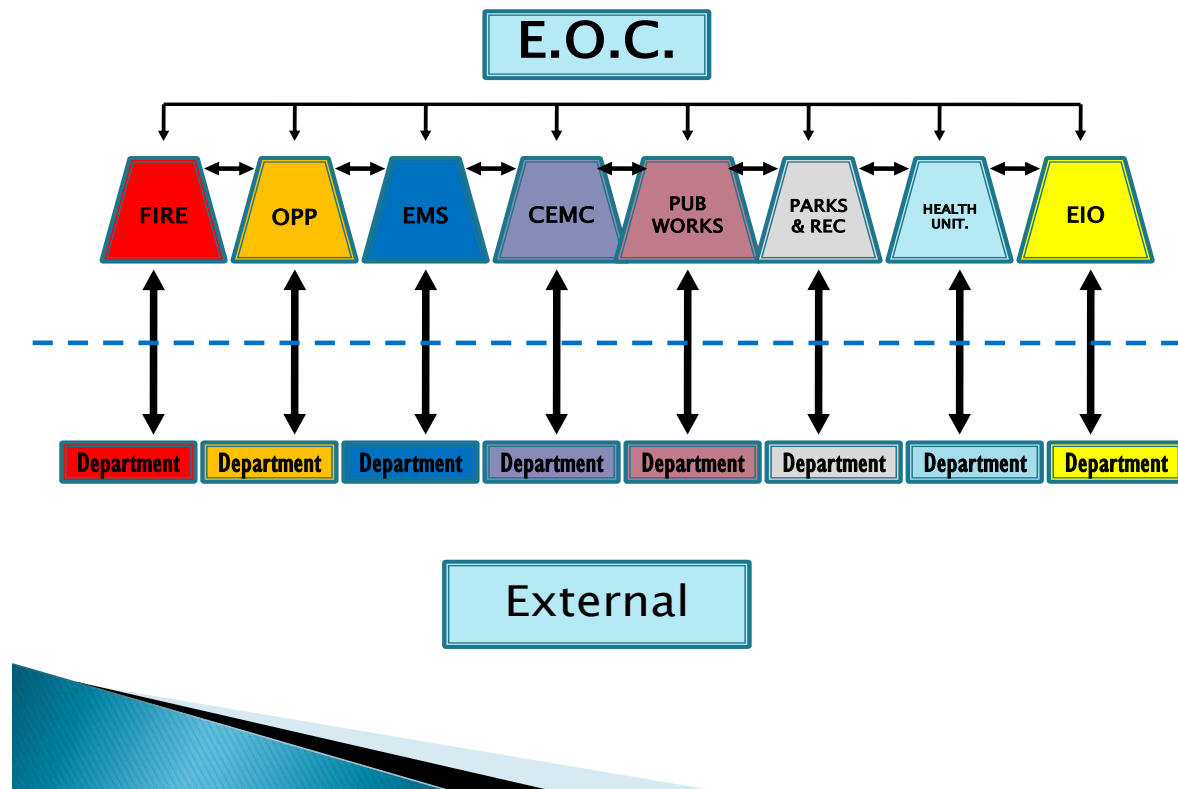 E.O.C.
FIRE
OPP
EMS
CEMC
PUB
WORKS
PARKS
& REC
HEALTH
UNIT.
EIO
Department
Department
Department
Department
Department
Department
Department
Department
External